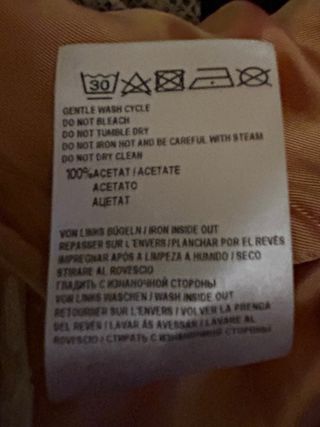 30
GENTLE WASH CYCLE
DO NOT BLEACH
DO NOT TUMBLE DRY
DO NOT IRON HOT AND BE CAREFUL WITH STEAM
DO NOT DRY CLEAN
100% ACETAT / ACETATE
ACETATO
АЦЕТАТ
VON LINKS BÜGELN / IRON INSIDE OUT
REPASSER SUR L'ENVERS / PLANCHAR POR EL REVÉS
IMPREGNAR APÓS A LIMPEZA A HUMIDO / SECO
STIRARE AL ROVESCIO
ГЛАДИТЬ С ИЗНАНОЧНОЙ СТОРОНЫ
VON LINKS WASCHEN / WASH INSIDE OUT
RETOURNER SUR L'ENVERS / VOLVER LA PRENDA
DEL REVÉS / LAVAR ÁS AVESSAS / LAVARE AL
ROVESCIO / СТИРАТЬ С ИЗНАНОЧНОЙ СТОРОНЫ